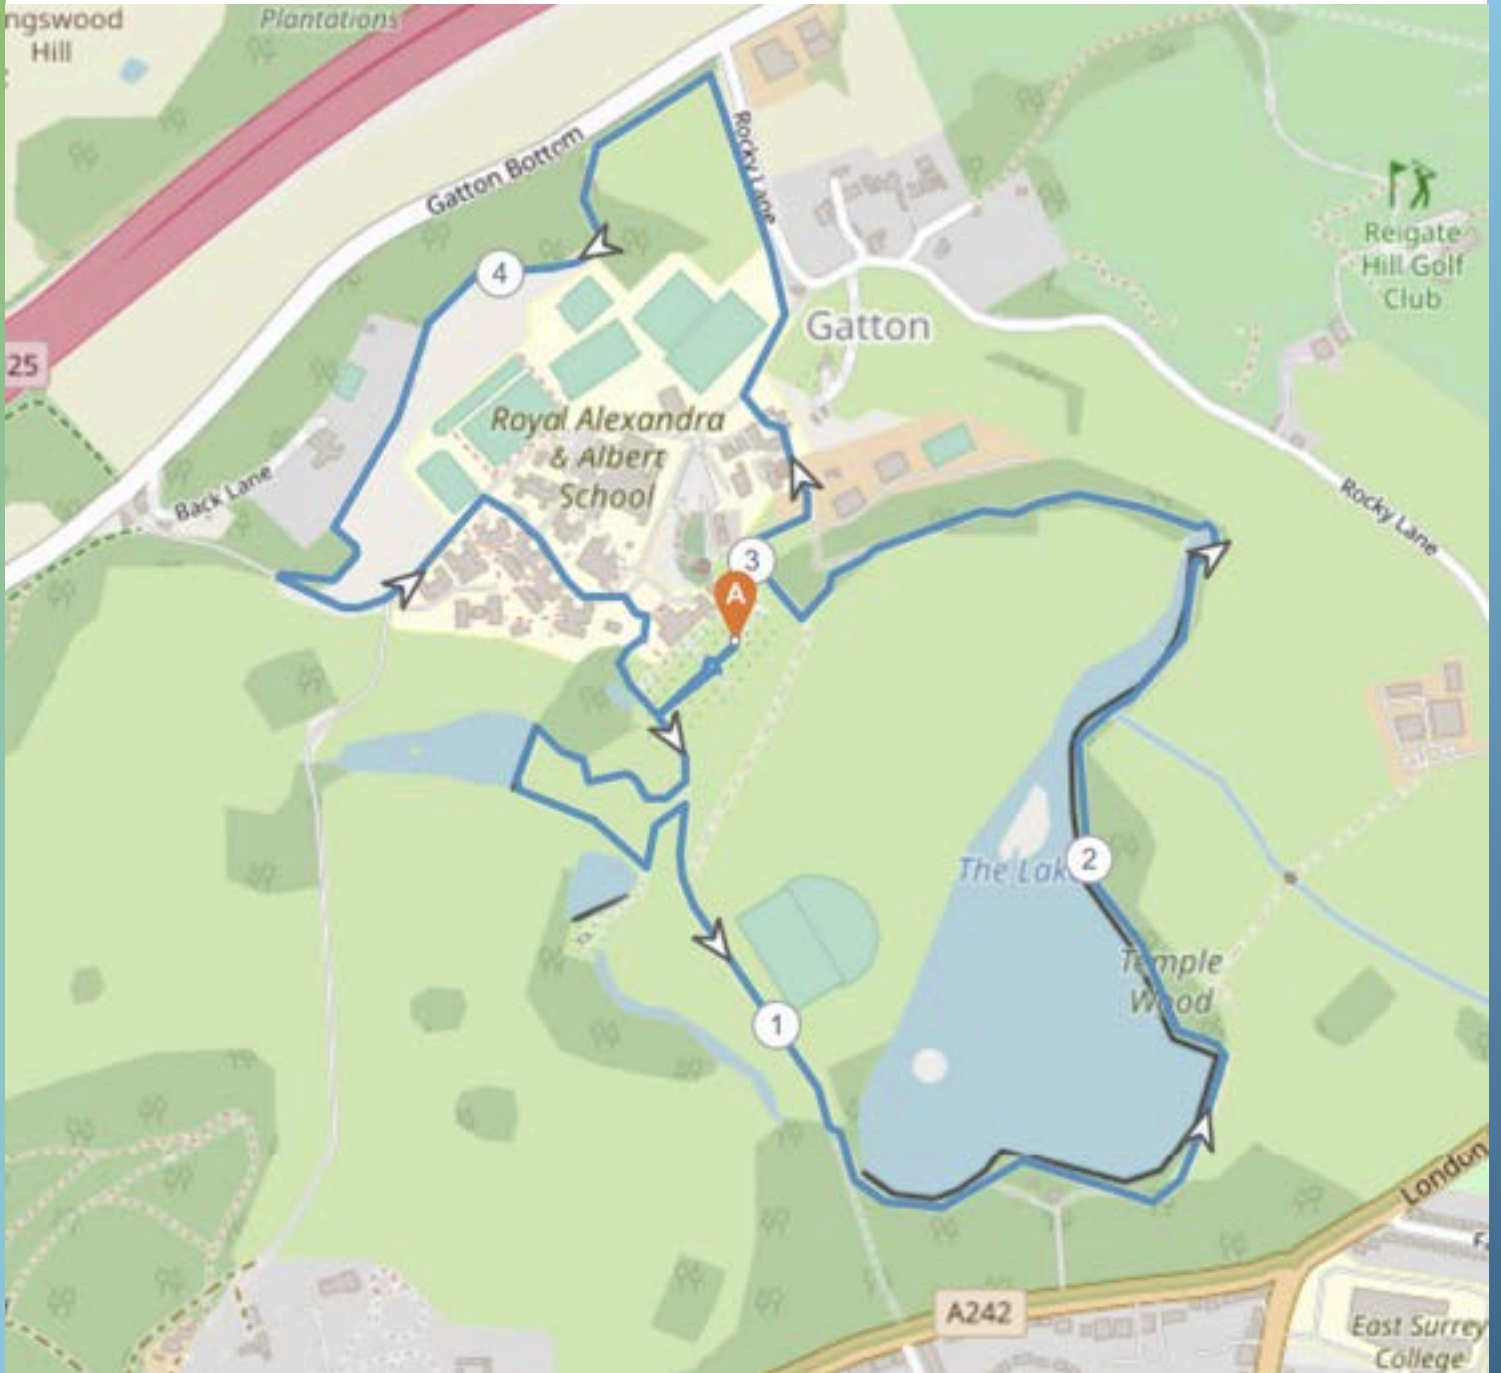 ngswood
Hill
Plantations
Gatton Bottom
Rocky Lane
4
Reigate
Hill Golf
Club
Gatton
25
Royal Alexandra
& Albert
School
Back Lane
Rocky Lane
3
A
2
The Lak
Temple
Wood
1
London
A242
East Surrey
College